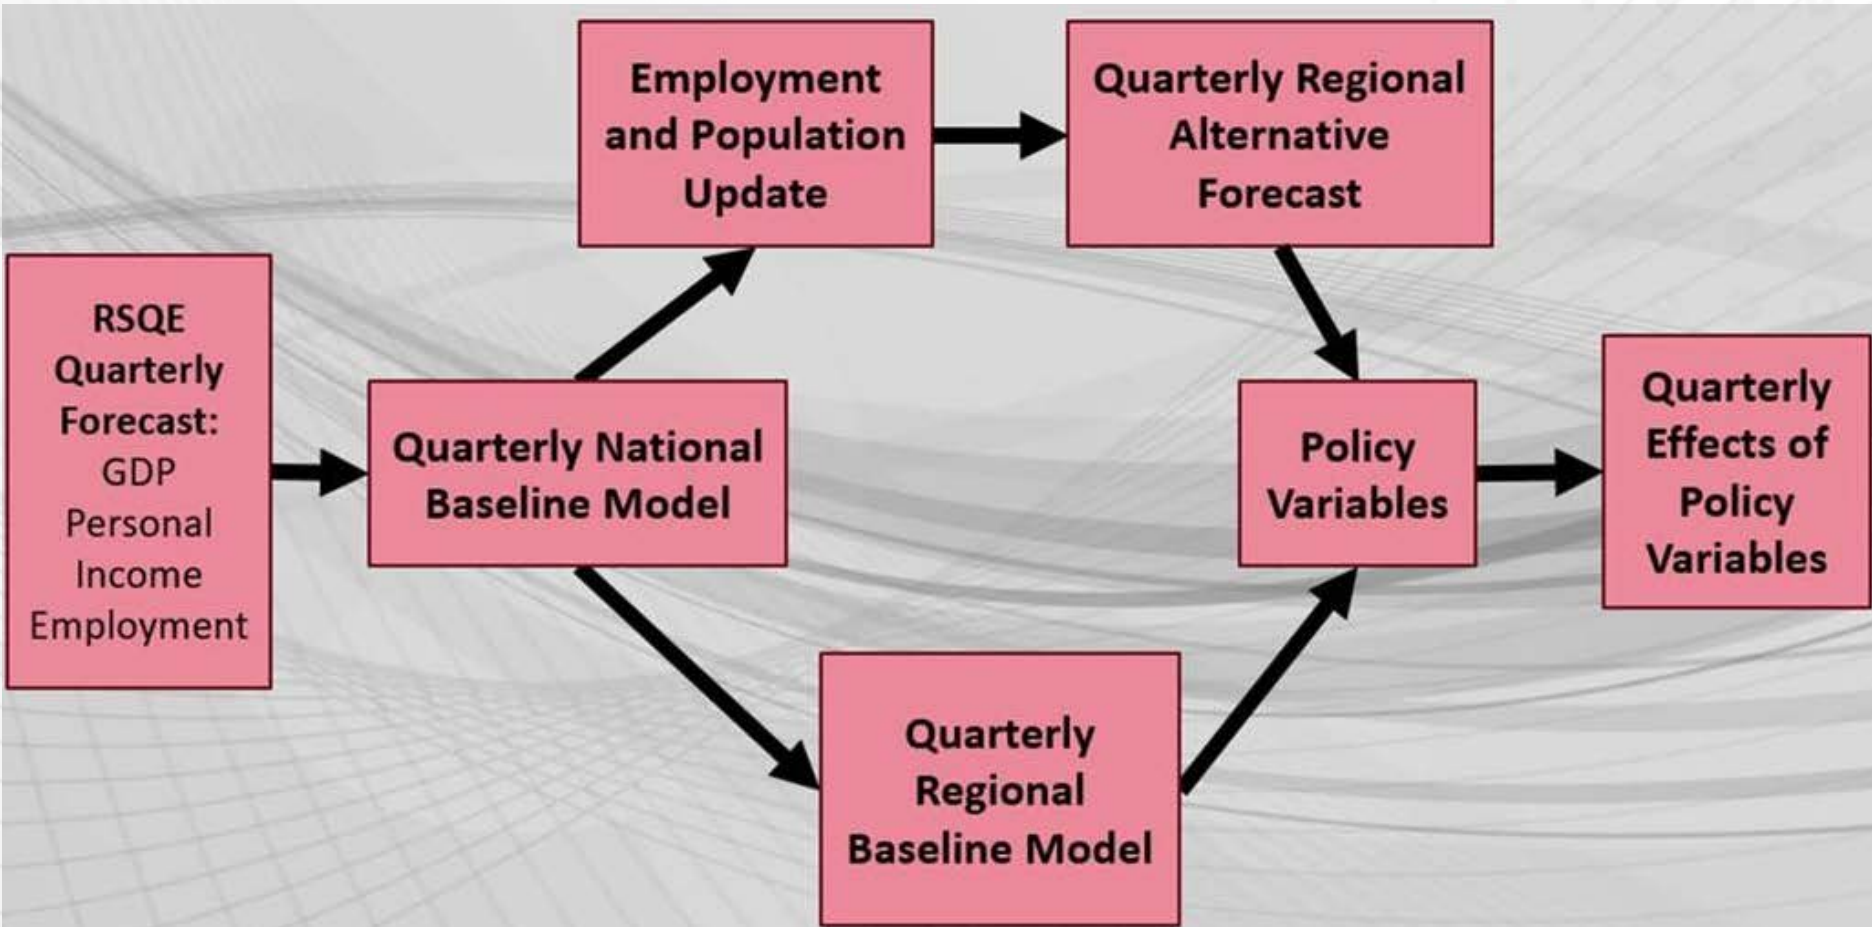 Employment
and Population
Update
Quarterly Regional
Alternative
Forecast
RSQE
Quarterly
Forecast:
GDP
Personal
Income
Employment
Quarterly National
Baseline Model
Policy
Variables
Quarterly
Effects of
Policy
Variables
Quarterly
Regional
Baseline Model